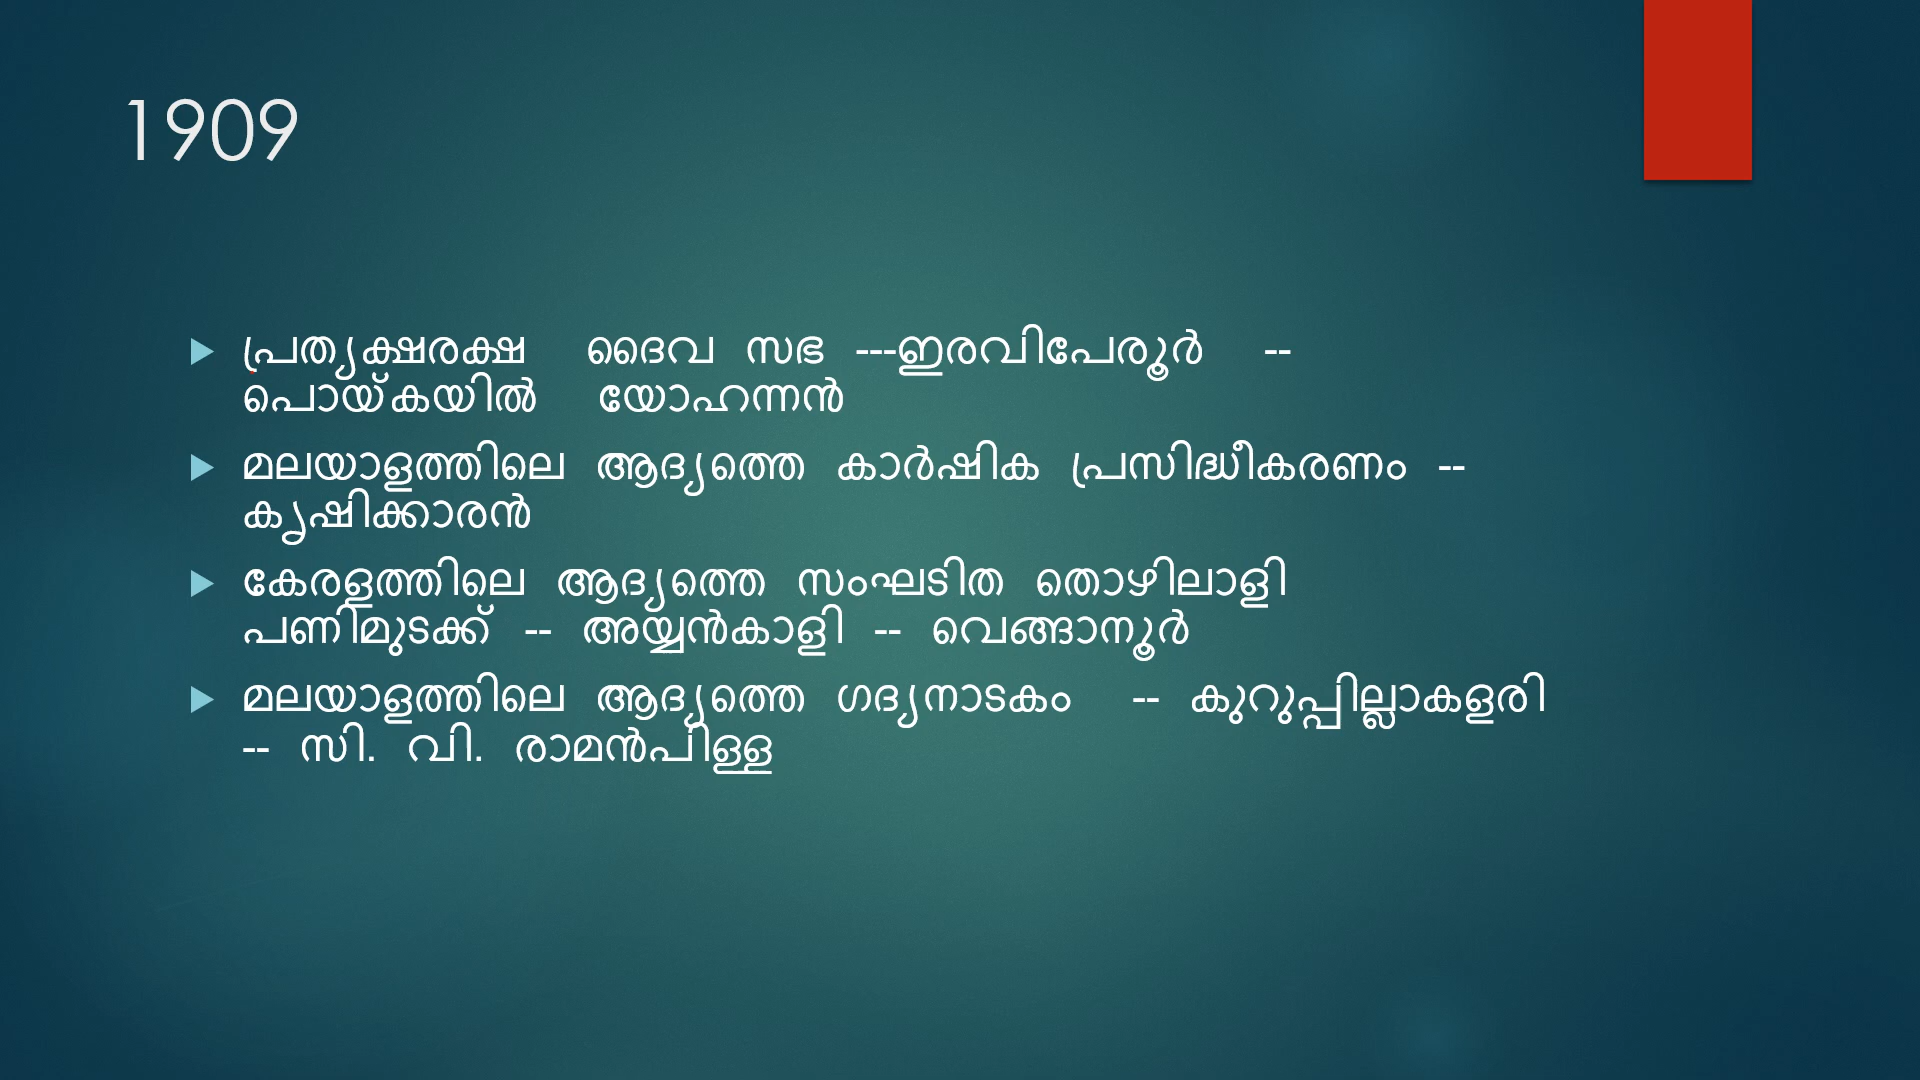 1909
പ്രത്യക്ഷരക്ഷ ദൈവ സഭ ---ഇരവിപേരൂർ --
പൊയ്കയിൽ യോഹന്നൻ
മലയാളത്തിലെ ആദ്യത്തെ കാർഷിക പ്രസിദ്ധീകരണം --
കൃഷിക്കാരൻ
കേരളത്തിലെ ആദ്യത്തെ സംഘടിത തൊഴിലാളി
പണിമുടക്ക് -- അയ്യൻകാളി -- വെങ്ങാനൂർ
മലയാളത്തിലെ ആദ്യത്തെ ഗദ്യനാടകം -- കുറുപ്പില്ലാകളരി
-- സി. വി. രാമൻപിള്ള